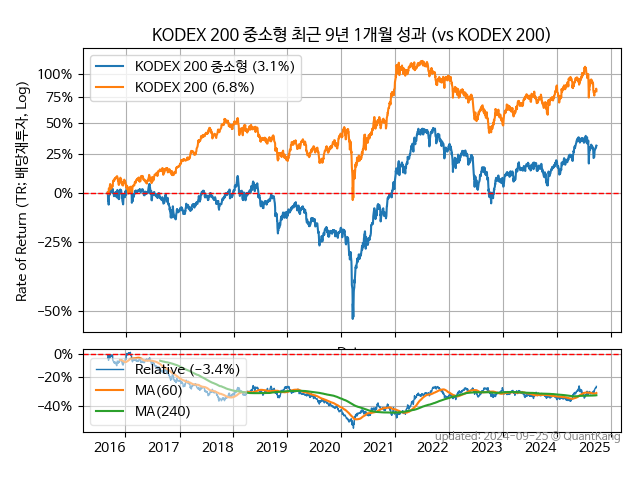 KODEX 200 중소형 최근 9년 1개월 성과 (vs KODEX 200)
KODEX 200 중소형 (3.1%)
KODEX 200 (6.8%)
100%
75%
50%
25%
0%
−25%
−50%
Rate of Return (TR: 배당재투자, Log)
0%
−20%
−40%
Relative (−3.4%)
MA(60)
MA(240)
updated: 2024-09-25 © QuantKang
2016 2017 2018 2019 2020 2021 2022 2023 2024 2025